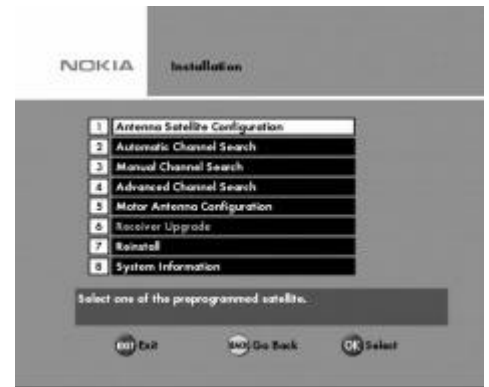 NOKIA
Installation
1 Antenna Satellite Configuration
2 Automatic Channel Search
3 Manual Channel Search
4 Advanced Channel Search
5 Motor Antenna Configuration
6 Receiver Upgrade
7 Reinstall
8 System Information
Select one of the preprogrammed satellite.
EXIT Exit BACK Go Back OK Select